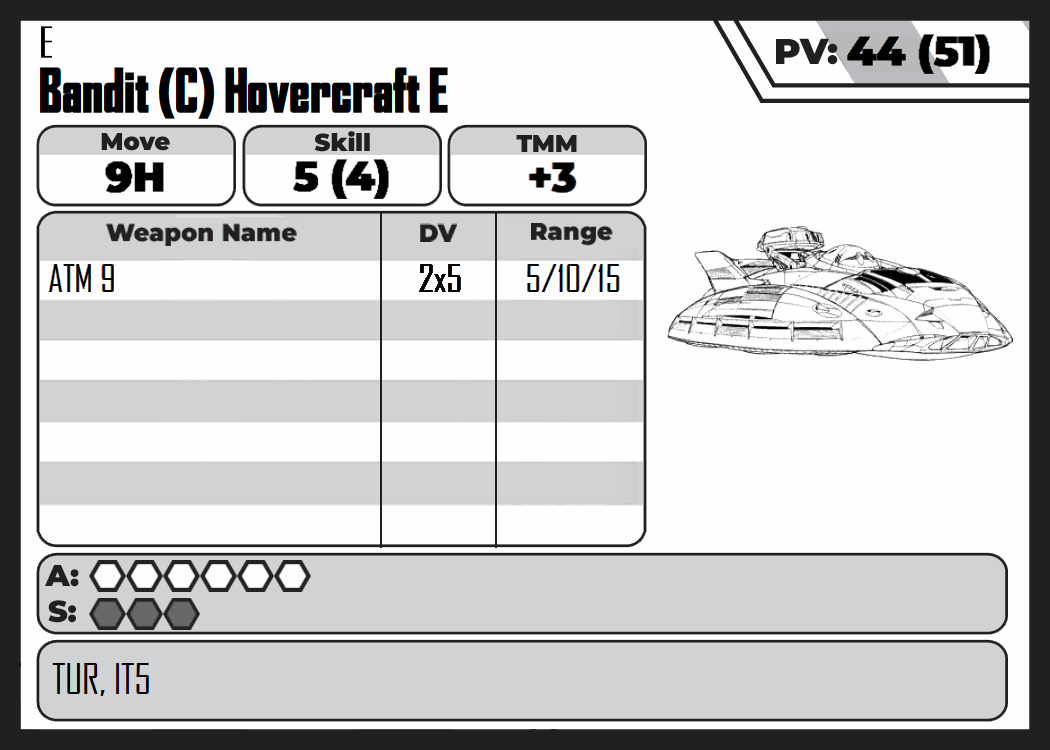 E
PV: 44 (51)
Bandit (C) Hovercraft E
Move Skill TMM
9H 5 (4) +3
Weapon Name DV Range
ATM 9 2x5 5/10/15
A:
S:
TUR, IT5